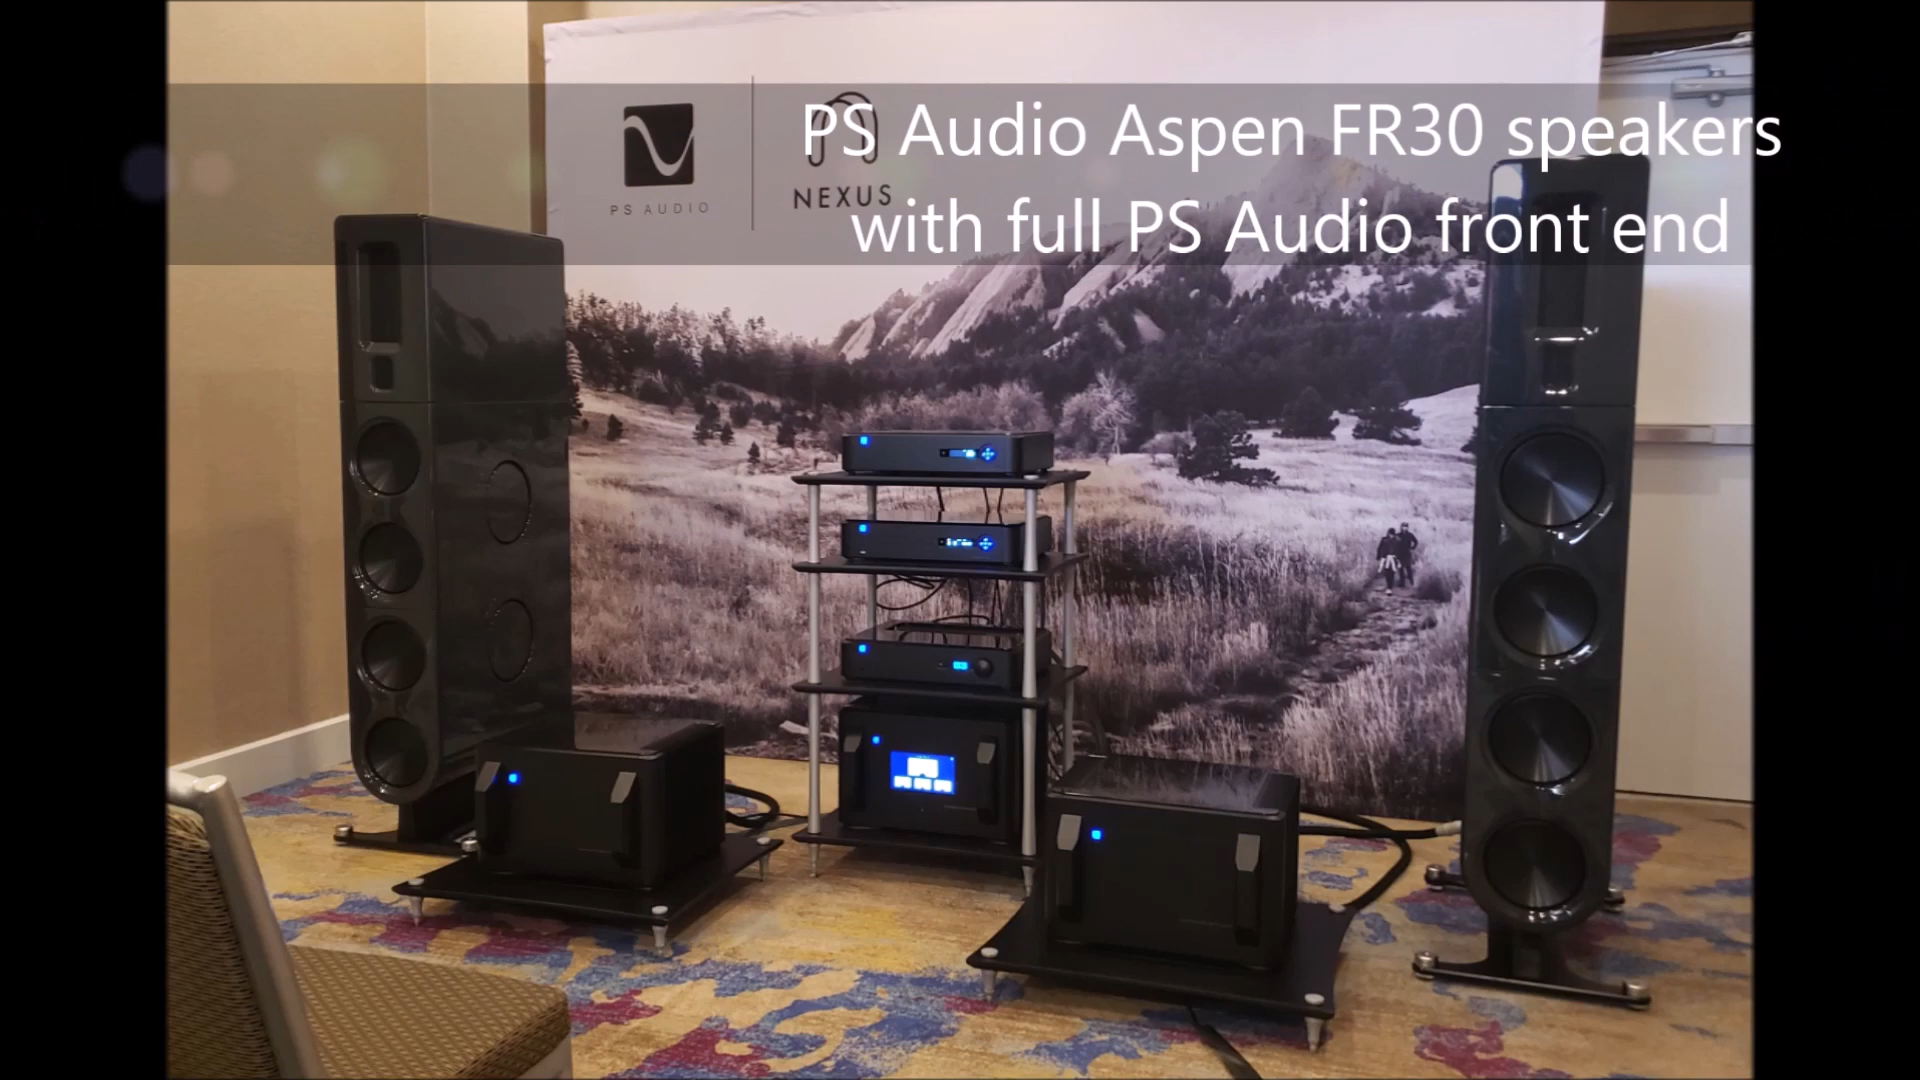 PS Audio Aspen FR30 speakers
with full PS Audio front end
PS AUDIO
NEXUS